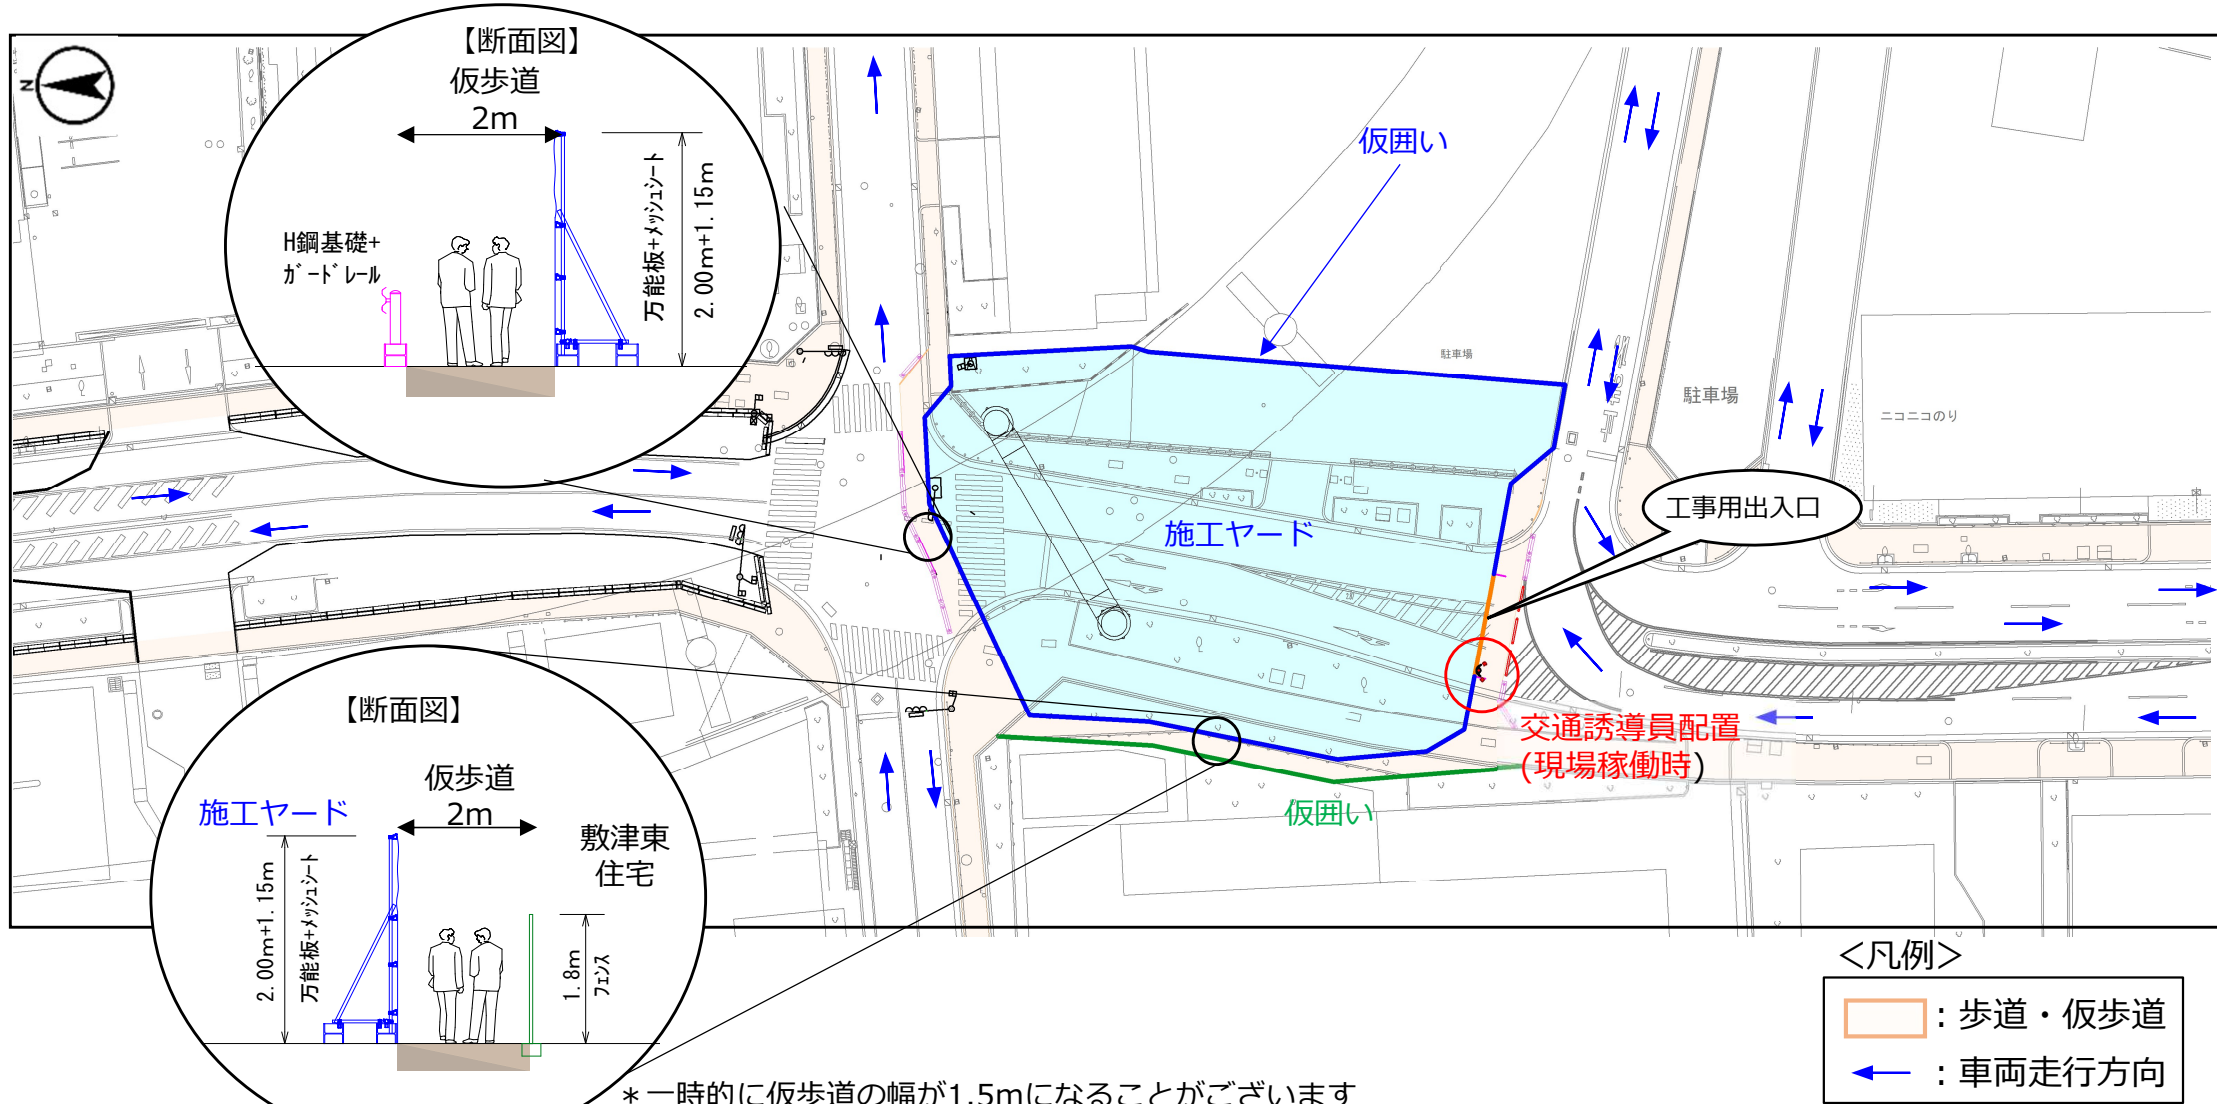 N
【断面図】
仮歩道
2m
H鋼基礎+
ｶﾞｰﾄﾞﾚｰﾙ
万能板+ﾒｯｼｭｼｰﾄ
2.00m+1.15m
仮囲い
駐車場
駐車場
ニコニコのり
工事用出入口
施工ヤード
交通誘導員配置
(現場稼働時)
仮囲い
【断面図】
施工ヤード
仮歩道
2m
敷津東
住宅
2.00m+1.15m
万能板+ﾒｯｼｭｼｰﾄ
1.8m
ﾌｪﾝｽ
＊一時的に仮歩道の幅が1.5mになることがございます
＜凡例＞
：歩道・仮歩道
：車両走行方向